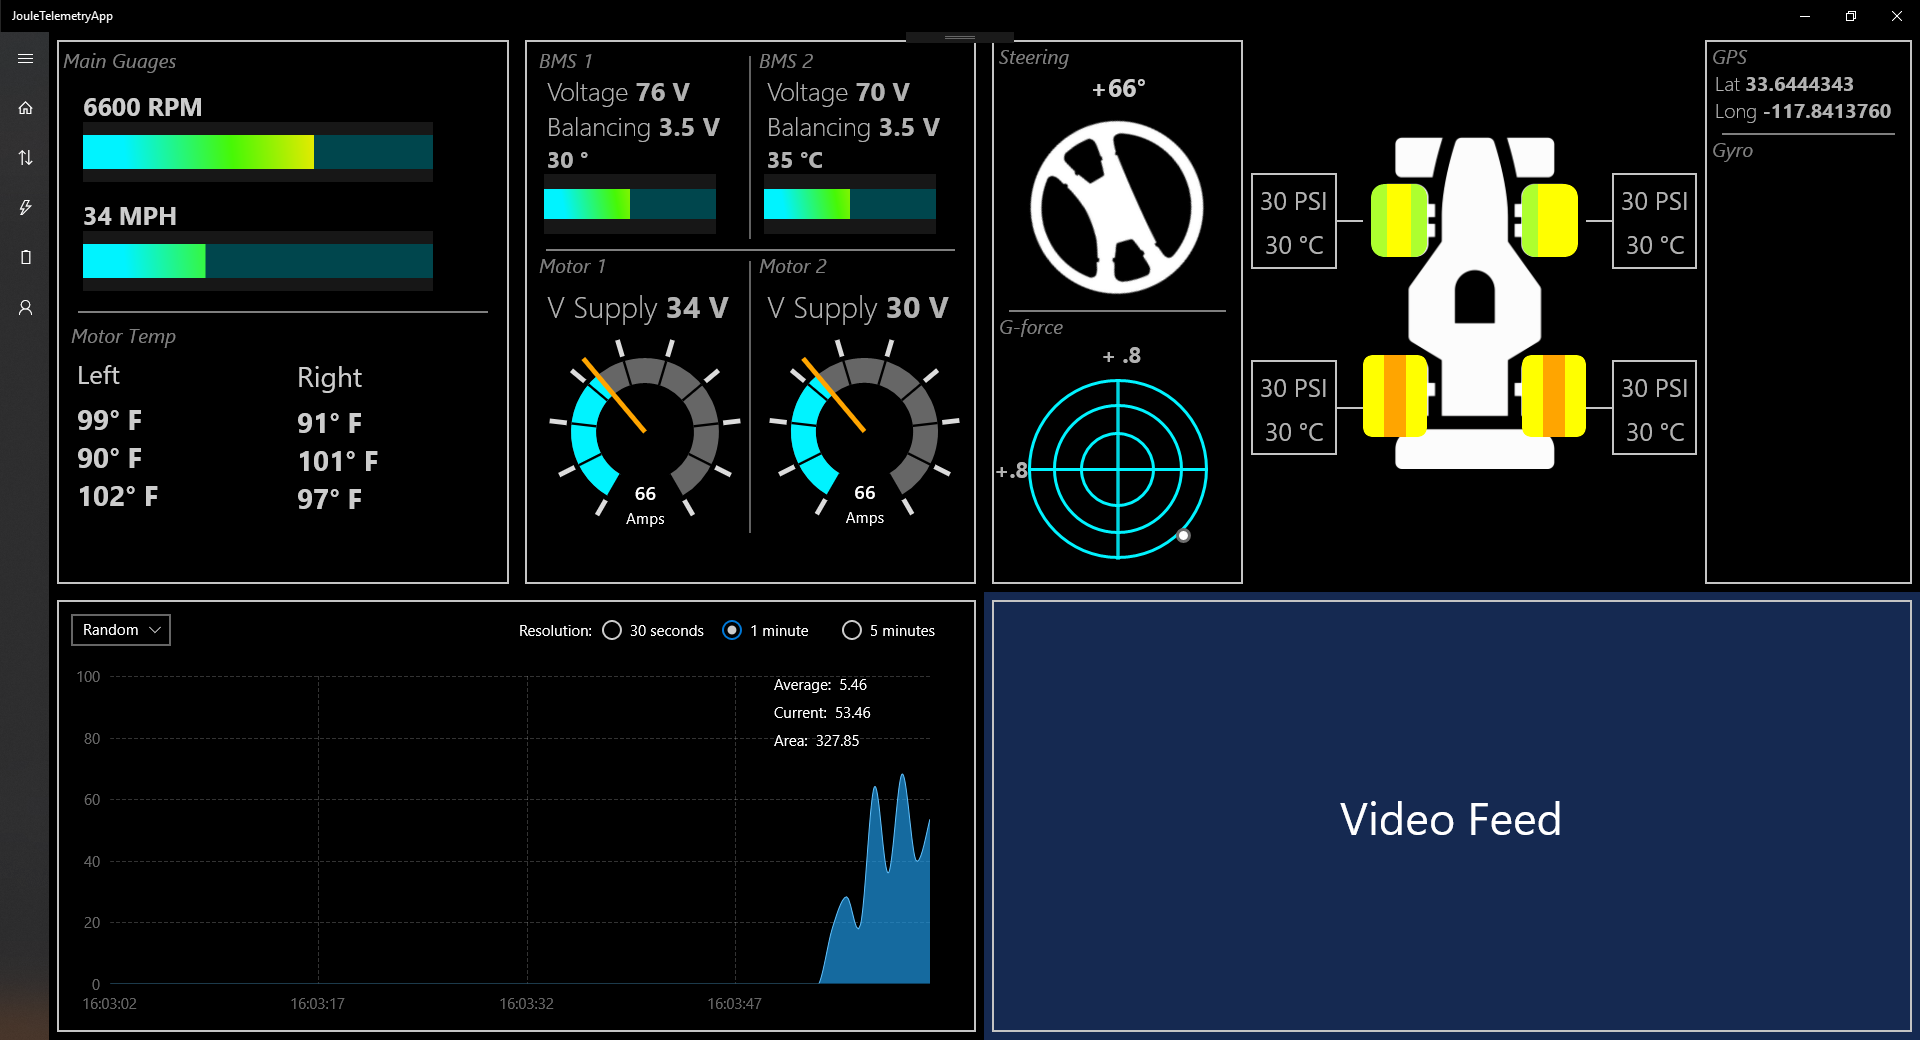 JouleTelemetryApp
Main Guages
6600 RPM
34 MPH
Motor Temp
Left
Right
99° F
91° F
90° F
101° F
102° F
97° F
BMS 1
Voltage 76 V
Balancing 3.5 V
30 °
BMS 2
Voltage 70 V
Balancing 3.5 V
35 °C
Motor 1
V Supply 34 V
66
Amps
Motor 2
V Supply 30 V
66
Amps
Steering
+66°
G-force
+ .8
+.8
30 PSI
30 °C
30 PSI
30 °C
30 PSI
30 °C
30 PSI
30 °C
GPS
Lat 33.6444343
Long -117.8413760
Gyro
Random
Resolution: 30 seconds 1 minute 5 minutes
Average: 5.46
Current: 53.46
Area: 327.85
100
80
60
40
20
0
16:03:02 16:03:17 16:03:32 16:03:47
Video Feed